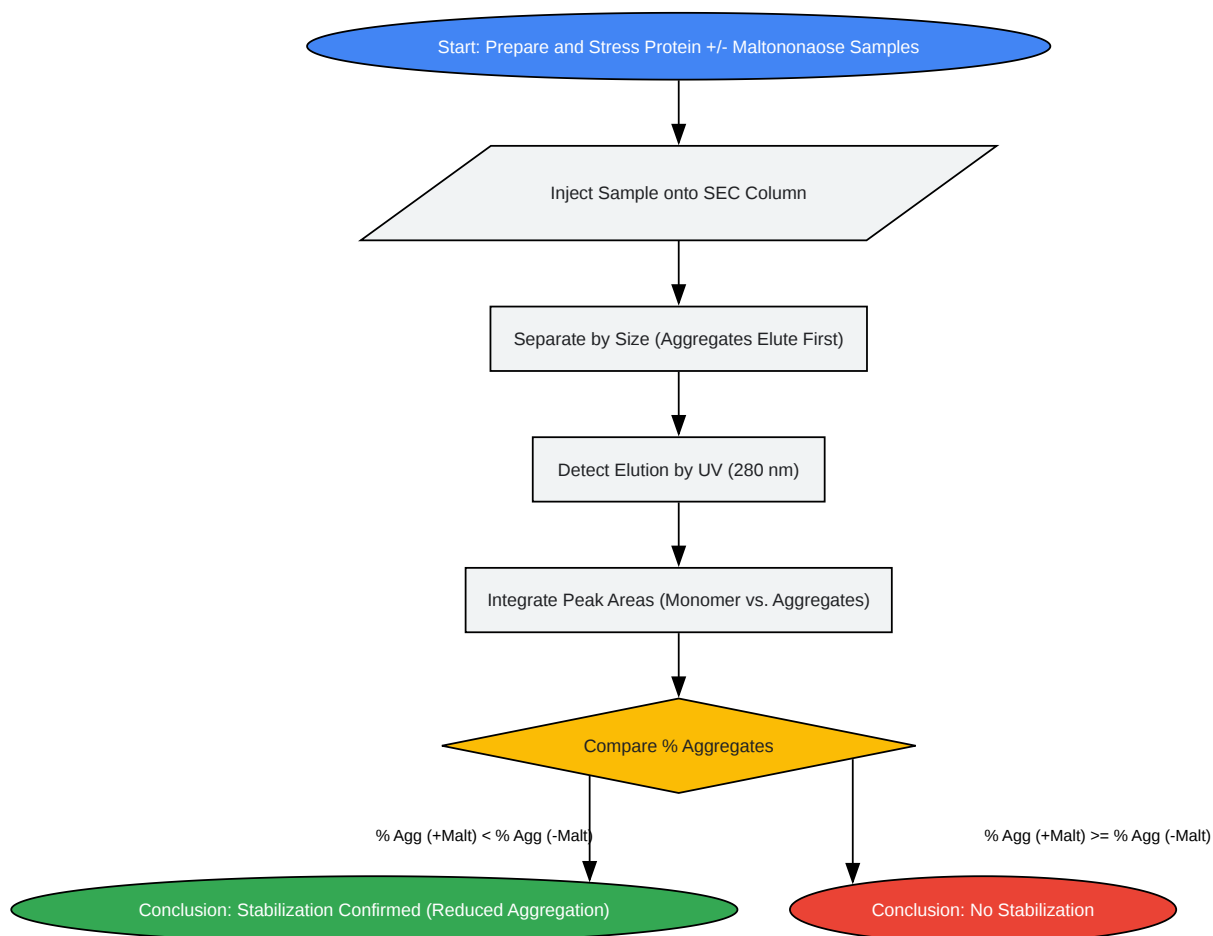 Start: Prepare and Stress Protein +/- Maltononaose Samples
Inject Sample onto SEC Column
Separate by Size (Aggregates Elute First)
Detect Elution by UV (280 nm)
Integrate Peak Areas (Monomer vs. Aggregates)
Compare % Aggregates
% Agg (+Malt) < % Agg (-Malt)
% Agg (+Malt) >= % Agg (-Malt)
Conclusion: Stabilization Confirmed (Reduced Aggregation)
Conclusion: No Stabilization